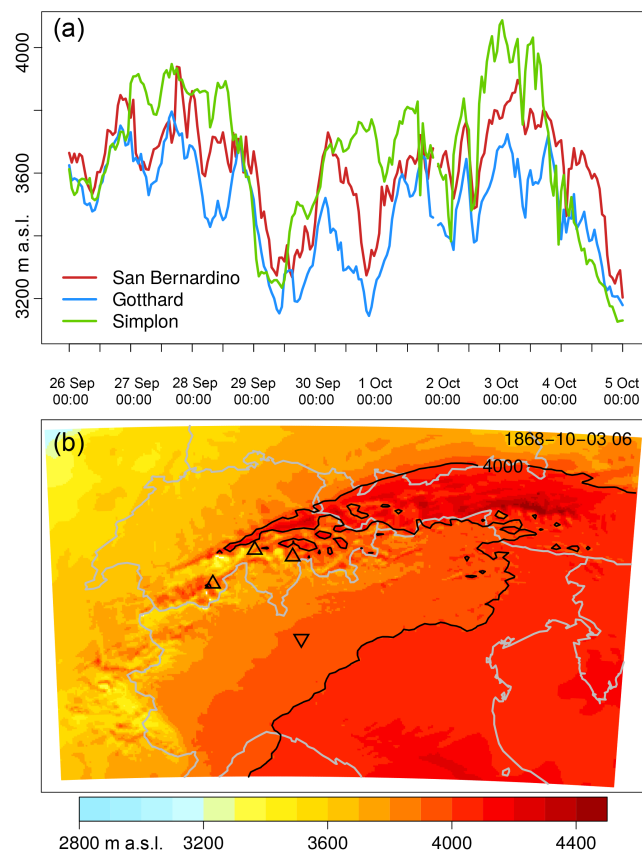 (a)
4000
3600
3200 m a.s.l.
San Bernardino
Gotthard
Simplon
26 Sep 27 Sep 28 Sep 29 Sep 30 Sep 1 Oct 2 Oct 3 Oct 4 Oct 5 Oct
00:00 00:00 00:00 00:00 00:00 00:00 00:00 00:00 00:00 00:00
(b)
1868−10−03 06
4000
2800 m a.s.l. 3200 3600 4000 4400